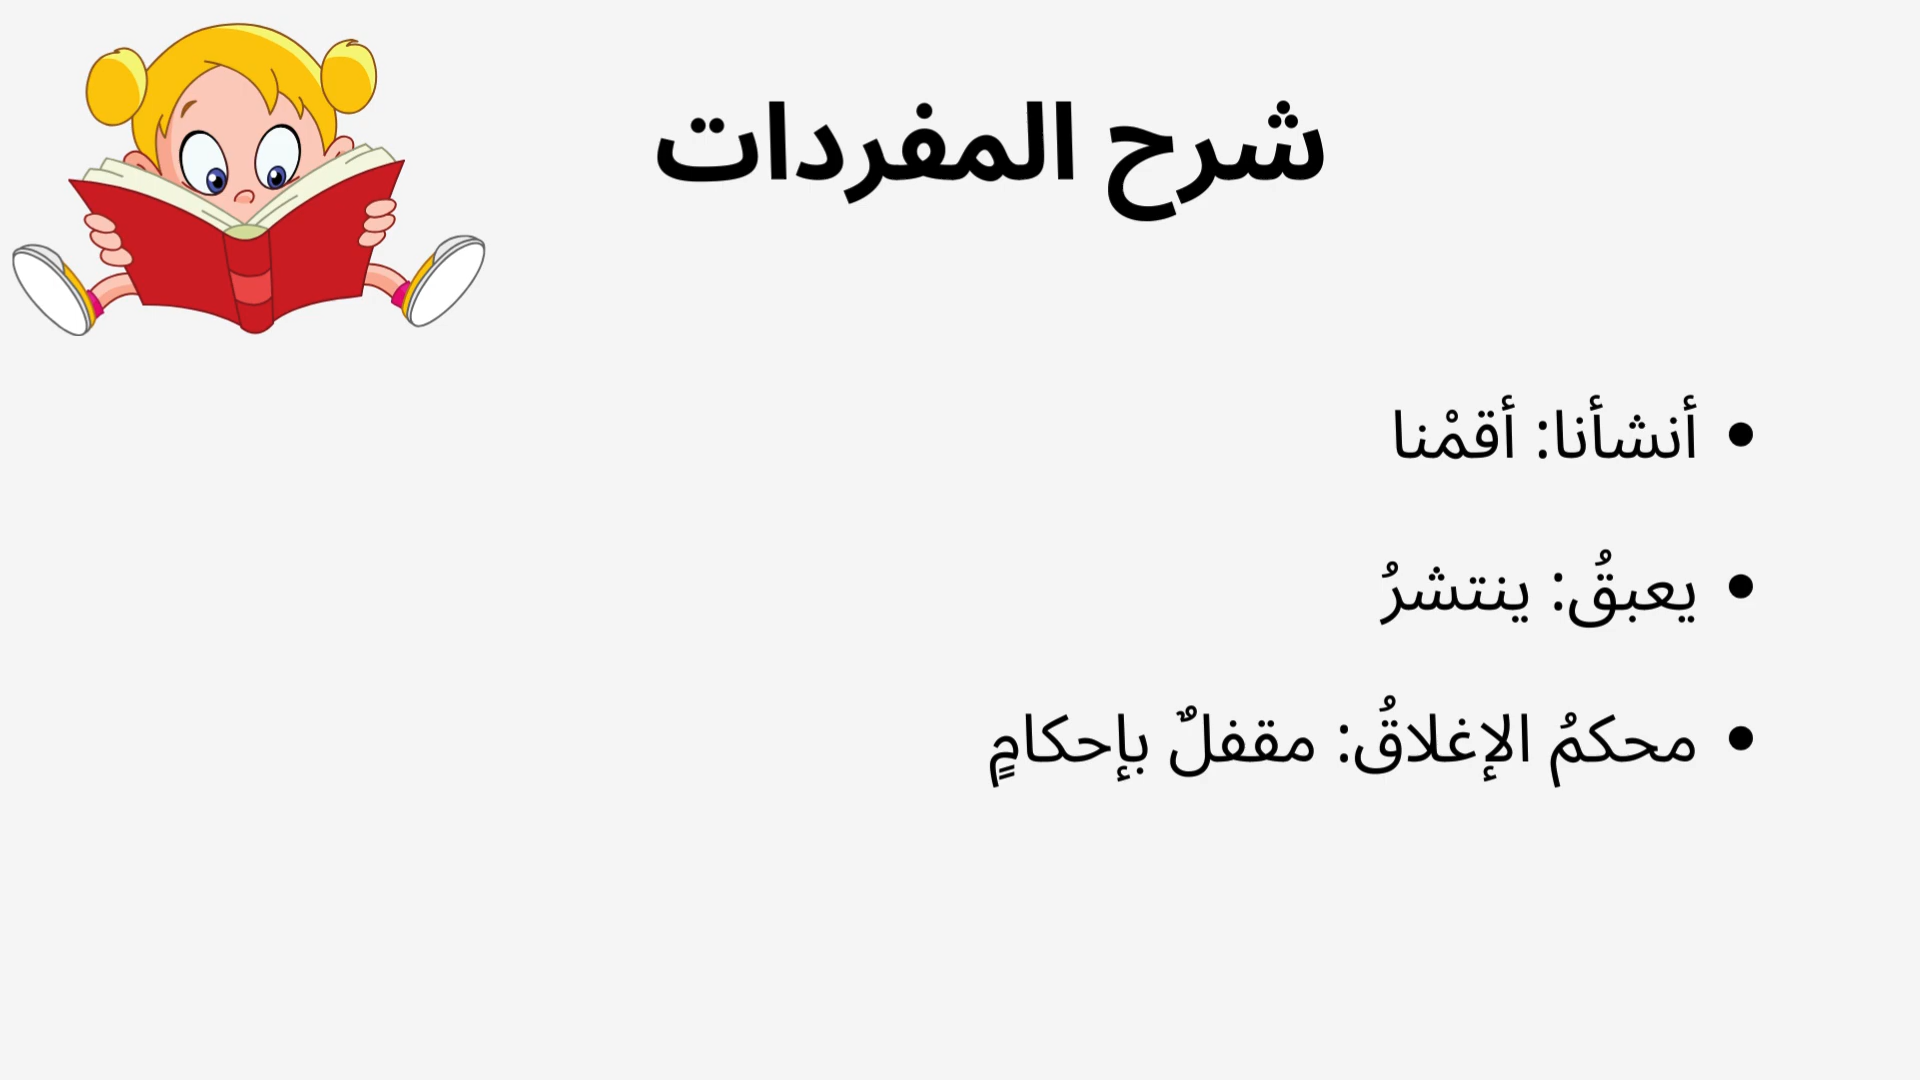 شرح المفردات
• أنشأنا: أقمْنا
• يعبقُ: ينتشرُ
• محكمُ الإغلاقُ: مقفلٌ بإحكامٍ